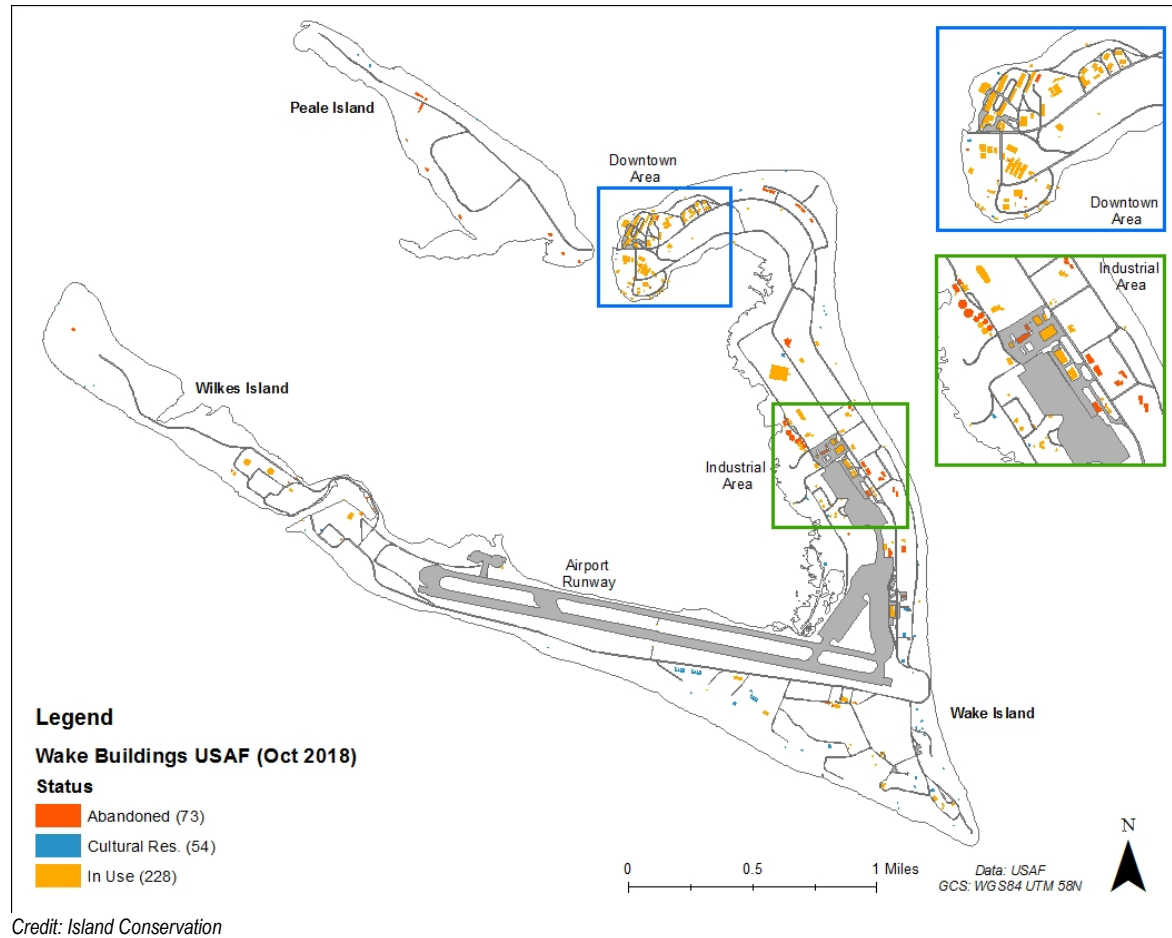 Peale Island
Downtown
Area
Downtown
Area
Industrial
Area
Wilkes Island
Industrial
Area
Airport
Runway
Wake Island
Legend
Wake Buildings USAF (Oct 2018)
Status
Abandoned (73)
Cultural Res. (54)
In Use (228)
0 0.5 1 Miles
Data: USAF
GCS: WGS84 UTM 58N
N
Credit: Island Conservation